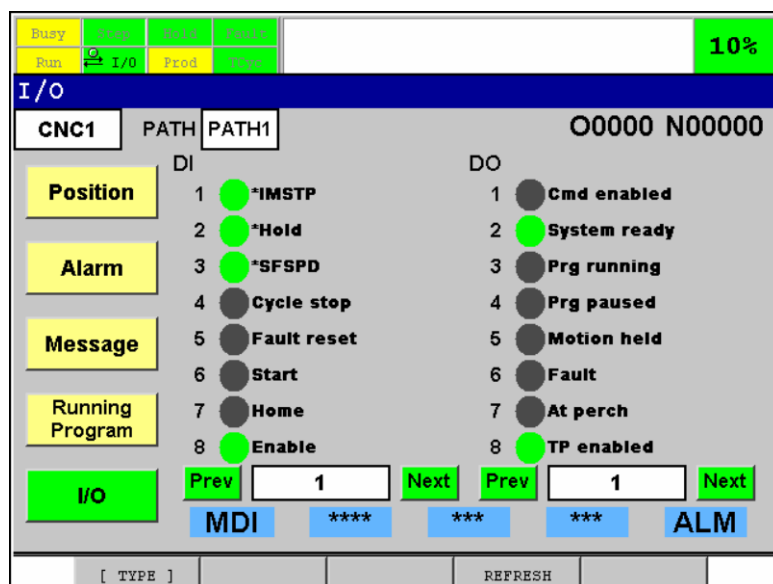 Busy Step Hold Fault
Run I/O Prod TCyc
10%
I/O
CNC1 PATH PATH1 O0000 N00000
DI DO
Position
Alarm
Message
Running
Program
I/O
1 *IMSTP
2 *Hold
3 *SFSPD
4 Cycle stop
5 Fault reset
6 Start
7 Home
8 Enable
1 Cmd enabled
2 System ready
3 Prg running
4 Prg paused
5 Motion held
6 Fault
7 At perch
8 TP enabled
Prev 1 Next Prev 1 Next
MDI **** *** *** ALM
[ TYPE ] REFRESH